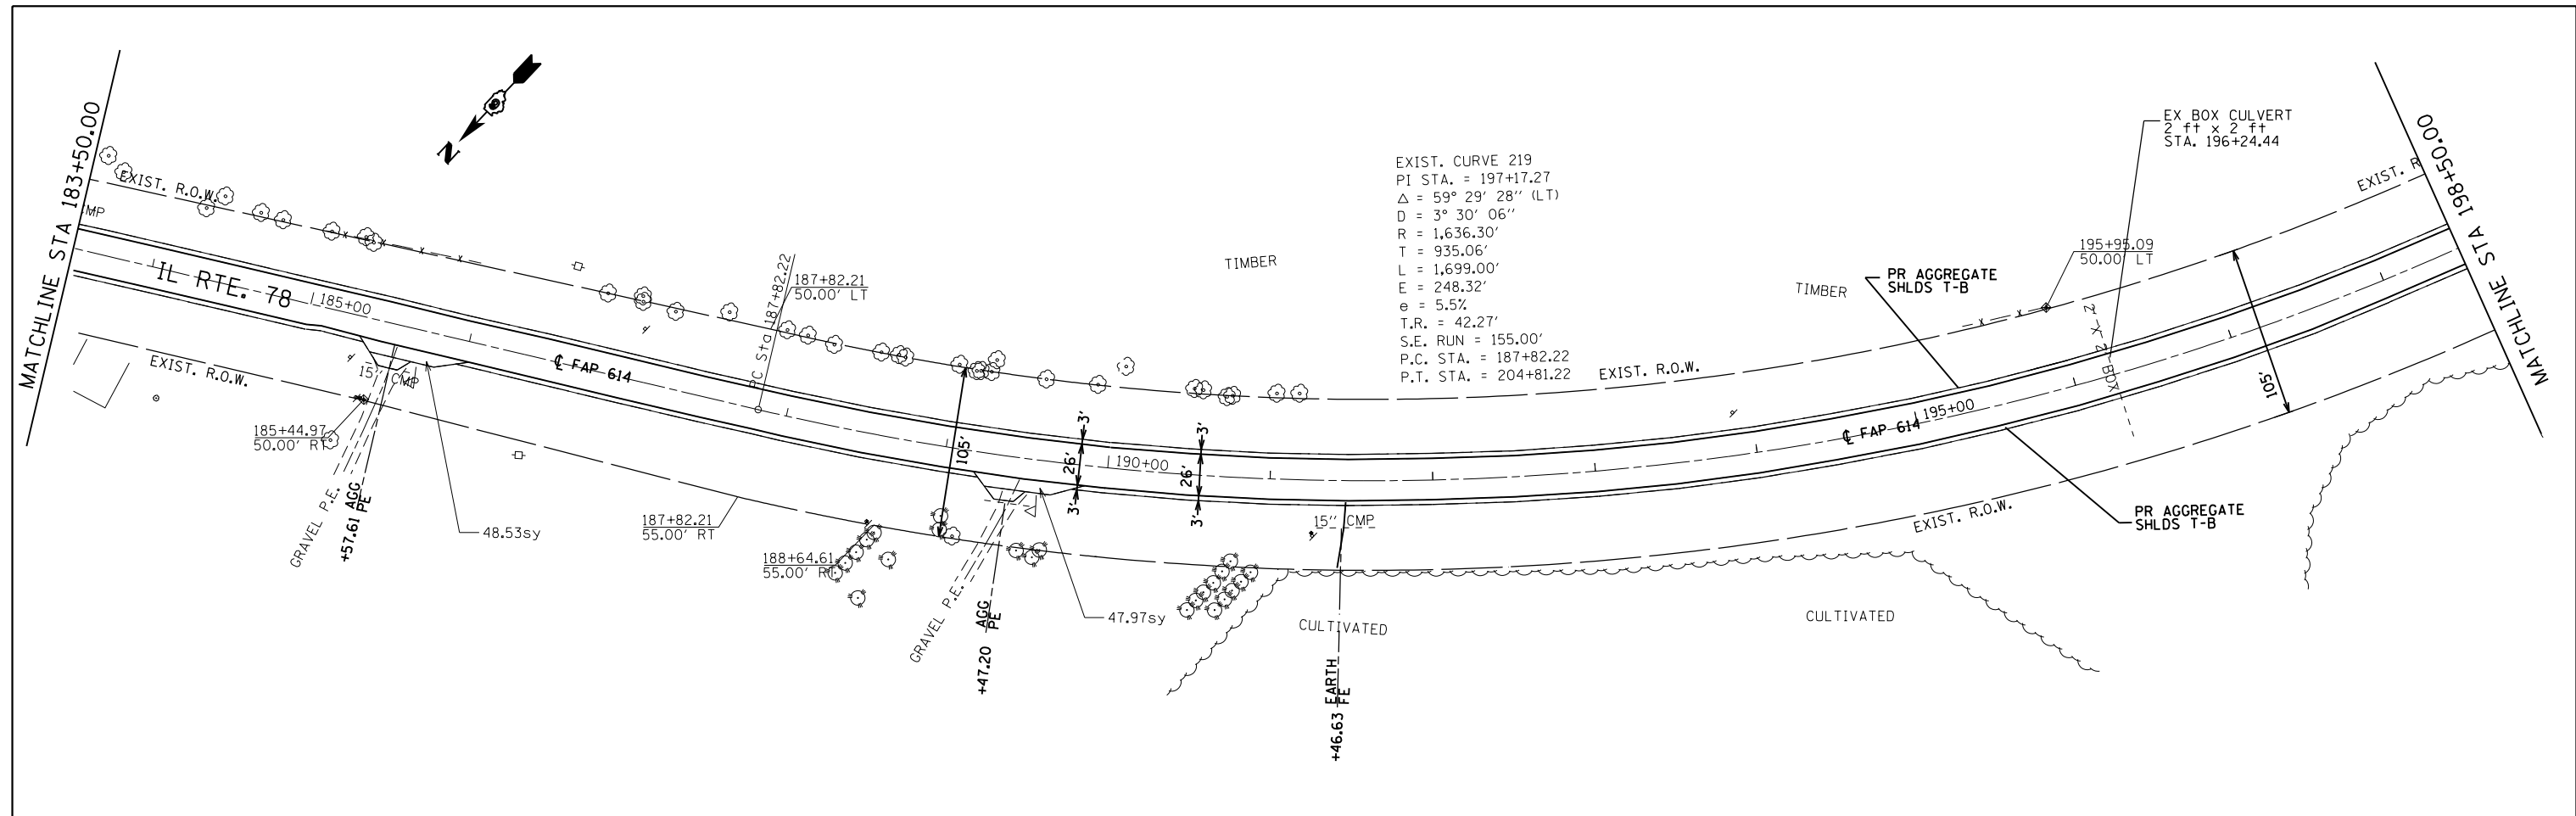 MATCHLINE STA 183+50.00
EXIST. R.O.W.
MP
N
IL RTE. 78
185+00
℄ FAP 614
EXIST. R.O.W.
15" CMP
185+44.97
50.00' RT
GRAVEL P.E.
+57.61 AGG
PE
48.53sy
PC Sta 187+82.22
187+82.21
50.00' LT
187+82.21
55.00' RT
188+64.61
55.00' RT
105'
GRAVEL P.E.
+47.20 AGG
PE
47.97sy
3'
26'
3'
190+00
3'
26'
3'
TIMBER
15" CMP
CULTIVATED
+46.63 EARTH
FE
EXIST. CURVE 219
PI STA. = 197+17.27
△ = 59° 29' 28" (LT)
D = 3° 30' 06"
R = 1,636.30'
T = 935.06'
L = 1,699.00'
E = 248.32'
e = 5.5%
T.R. = 42.27'
S.E. RUN = 155.00'
P.C. STA. = 187+82.22
P.T. STA. = 204+81.22
EXIST. R.O.W.
TIMBER
PR AGGREGATE
SHLDS T-B
℄ FAP 614
195+00
EXIST. R.O.W.
CULTIVATED
195+95.09
50.00' LT
2' X 2' BOX
EX BOX CULVERT
2 ft x 2 ft
STA. 196+24.44
105'
PR AGGREGATE
SHLDS T-B
EXIST. R
MATCHLINE STA 198+50.00